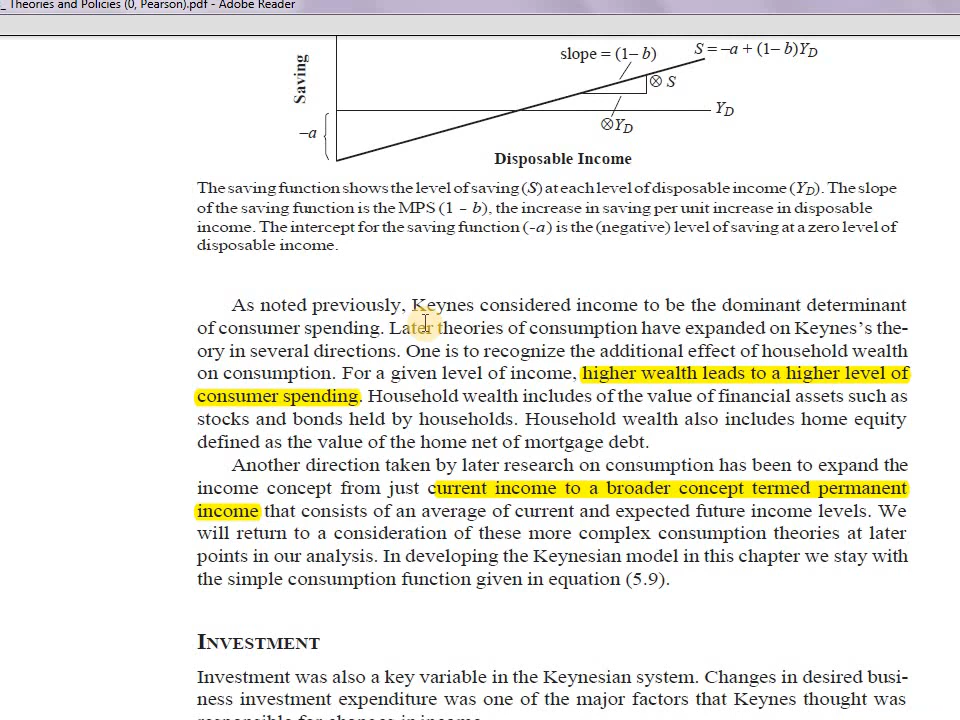 _ Theories and Policies (0, Pearson).pdf - Adobe Reader
slope = (1– b)
S = –a + (1– b)YD
Saving
⊗ S
YD
–a
⊗YD
Disposable Income
The saving function shows the level of saving (S) at each level of disposable income (YD). The slope
of the saving function is the MPS (1 – b), the increase in saving per unit increase in disposable
income. The intercept for the saving function (-a) is the (negative) level of saving at a zero level of
disposable income.
As noted previously, Keynes considered income to be the dominant determinant
of consumer spending. Later theories of consumption have expanded on Keynes's the-
ory in several directions. One is to recognize the additional effect of household wealth
on consumption. For a given level of income, higher wealth leads to a higher level of
consumer spending. Household wealth includes of the value of financial assets such as
stocks and bonds held by households. Household wealth also includes home equity
defined as the value of the home net of mortgage debt.
Another direction taken by later research on consumption has been to expand the
income concept from just current income to a broader concept termed permanent
income that consists of an average of current and expected future income levels. We
will return to a consideration of these more complex consumption theories at later
points in our analysis. In developing the Keynesian model in this chapter we stay with
the simple consumption function given in equation (5.9).
INVESTMENT
Investment was also a key variable in the Keynesian system. Changes in desired busi-
ness investment expenditure was one of the major factors that Keynes thought was
responsible for changes in income.